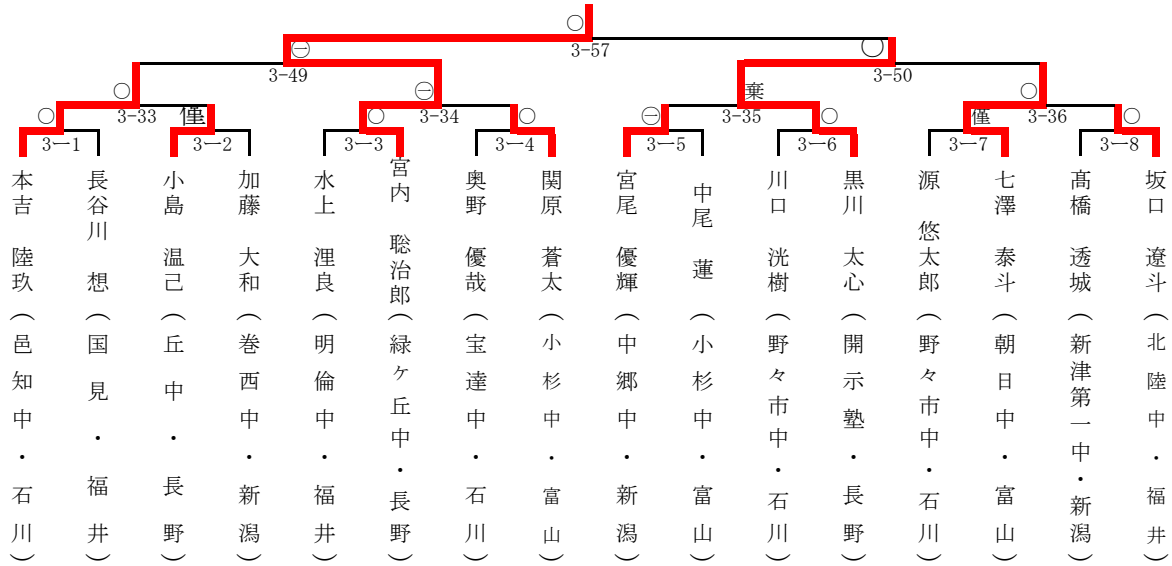 ○
3-57
㊀
○
3-49
3-50
○
㊀
棄
○
3-33
3-34
3-35
3-36
○
僅
○
○
㊀
○
僅
○
3ー1
3ー2
3ー3
3ー4
3ー5
3ー6
3ー7
3ー8
本吉 陸玖（邑知中・石川）
長谷川 想（国見・福井）
小島 温己（丘中・長野）
加藤 大和（巻西中・新潟）
水上 浬良（明倫中・福井）
宮内 聡治郎（緑ケ丘中・長野）
奥野 優哉（宝達中・石川）
関原 蒼太（小杉中・富山）
宮尾 優輝（中郷中・新潟）
中尾 蓮（小杉中・富山）
川口 洸樹（野々市中・石川）
黒川 太心（開示塾・長野）
源 悠太郎（野々市中・石川）
七澤 泰斗（朝日中・富山）
髙橋 透城（新津第一中・新潟）
坂口 遼斗（北陸中・福井）